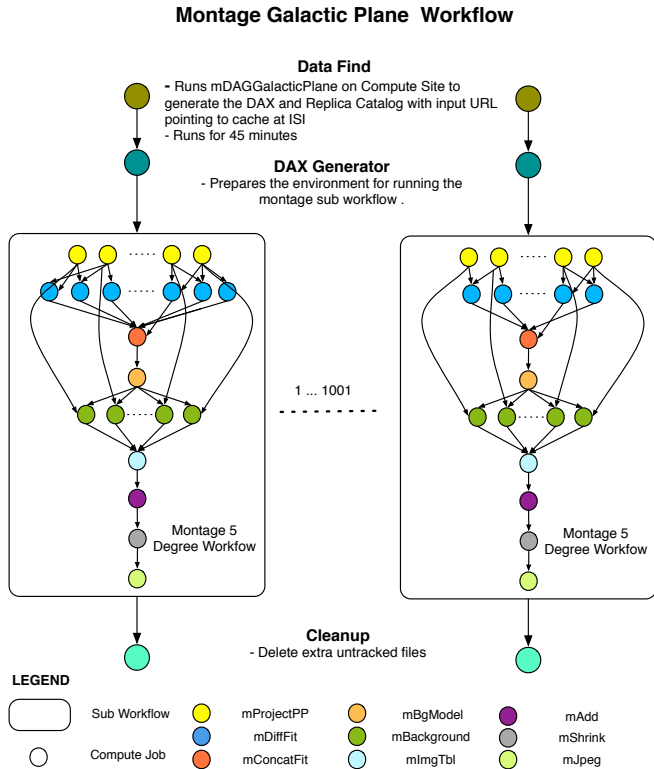 Montage Galactic Plane Workflow
Data Find
- Runs mDAGGalacticPlane on Compute Site to
generate the DAX and Replica Catalog with input URL
pointing to cache at ISI
- Runs for 45 minutes
DAX Generator
- Prepares the environment for running the
montage sub workflow .
1 ... 1001
Montage 5
Degree Workfow
Montage 5
Degree Workfow
Cleanup
- Delete extra untracked files
LEGEND
Sub Workflow
mProjectPP
mBgModel
mAdd
mDiffFit
mBackground
mShrink
Compute Job
mConcatFit
mImgTbl
mJpeg